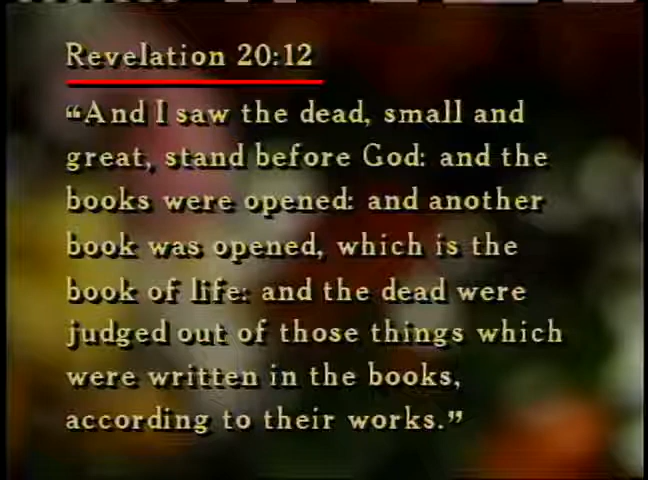 Revelation 20:12
“And I saw the dead, small and
great, stand before God: and the
books were opened: and another
book was opened, which is the
book of life: and the dead were
judged out of those things which
were written in the books,
according to their works.”